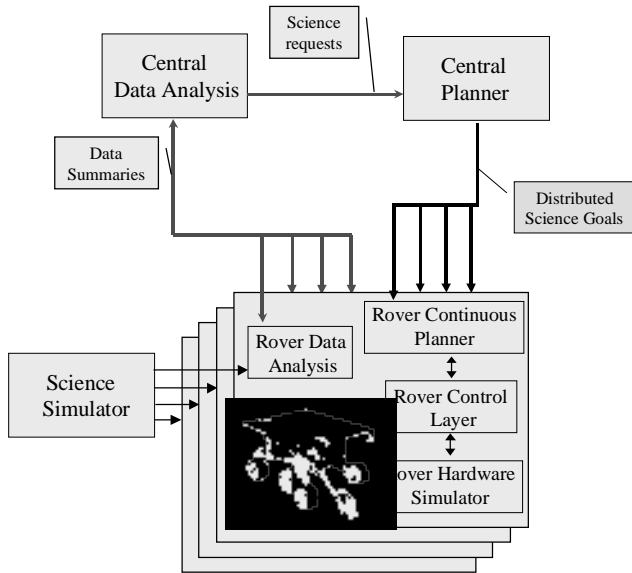 Science
requests
Central
Data Analysis
Central
Planner
Data
Summaries
Distributed
Science Goals
Rover Continuous
Planner
Rover Data
Analysis
Science
Simulator
Rover Control
Layer
over Hardware
Simulator